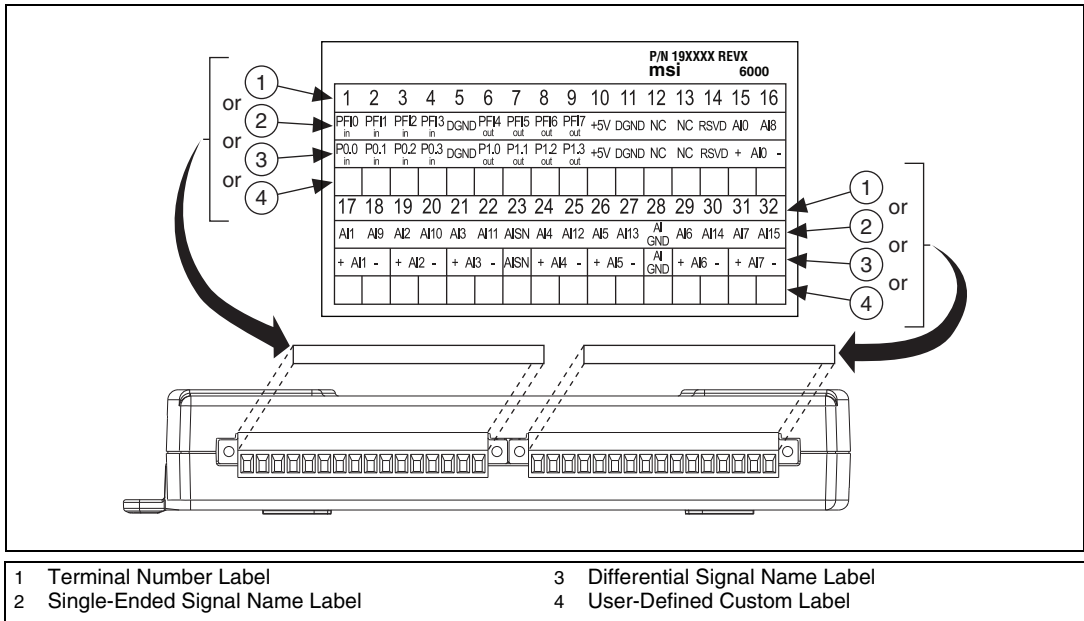 P/N 19XXXX REVX
msi 6000
1 2 3 4 5 6 7 8 9 10 11 12 13 14 15 16
PFI0 in PFI1 in PFI2 in PFI3 in DGND PFI4 out PFI5 out PFI6 out PFI7 out +5V DGND NC NC RSVD AI0 AI8
P0.0 in P0.1 in P0.2 in P0.3 in DGND P1.0 out P1.1 out P1.2 out P1.3 out +5V DGND NC NC RSVD + AI0 -
17 18 19 20 21 22 23 24 25 26 27 28 29 30 31 32
AI1 AI9 AI2 AI10 AI3 AI11 AISN AI4 AI12 AI5 AI13 AI GND AI6 AI14 AI7 AI15
+ AI1 - + AI2 - + AI3 - AISN + AI4 - + AI5 - AI GND + AI6 - + AI7 -
1
or
2
or
3
or
4
1
or
2
or
3
or
4
1 Terminal Number Label
2 Single-Ended Signal Name Label
3 Differential Signal Name Label
4 User-Defined Custom Label